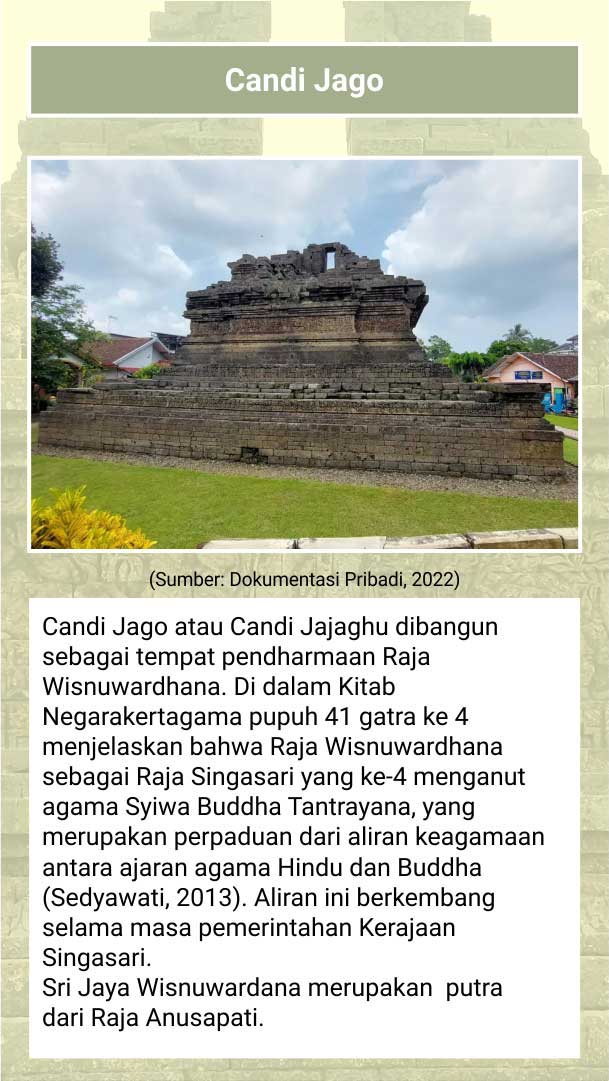 Candi Jago
(Sumber: Dokumentasi Pribadi, 2022)
Candi Jago atau Candi Jajaghu dibangun
sebagai tempat pendharmaan Raja
Wisnuwardhana. Di dalam Kitab
Negarakertagama pupuh 41 gatra ke 4
menjelaskan bahwa Raja Wisnuwardhana
sebagai Raja Singasari yang ke-4 menganut
agama Syiwa Buddha Tantrayana, yang
merupakan perpaduan dari aliran keagamaan
antara ajaran agama Hindu dan Buddha
(Sedyawati, 2013). Aliran ini berkembang
selama masa pemerintahan Kerajaan
Singasari.
Sri Jaya Wisnuwardana merupakan  putra
dari Raja Anusapati.